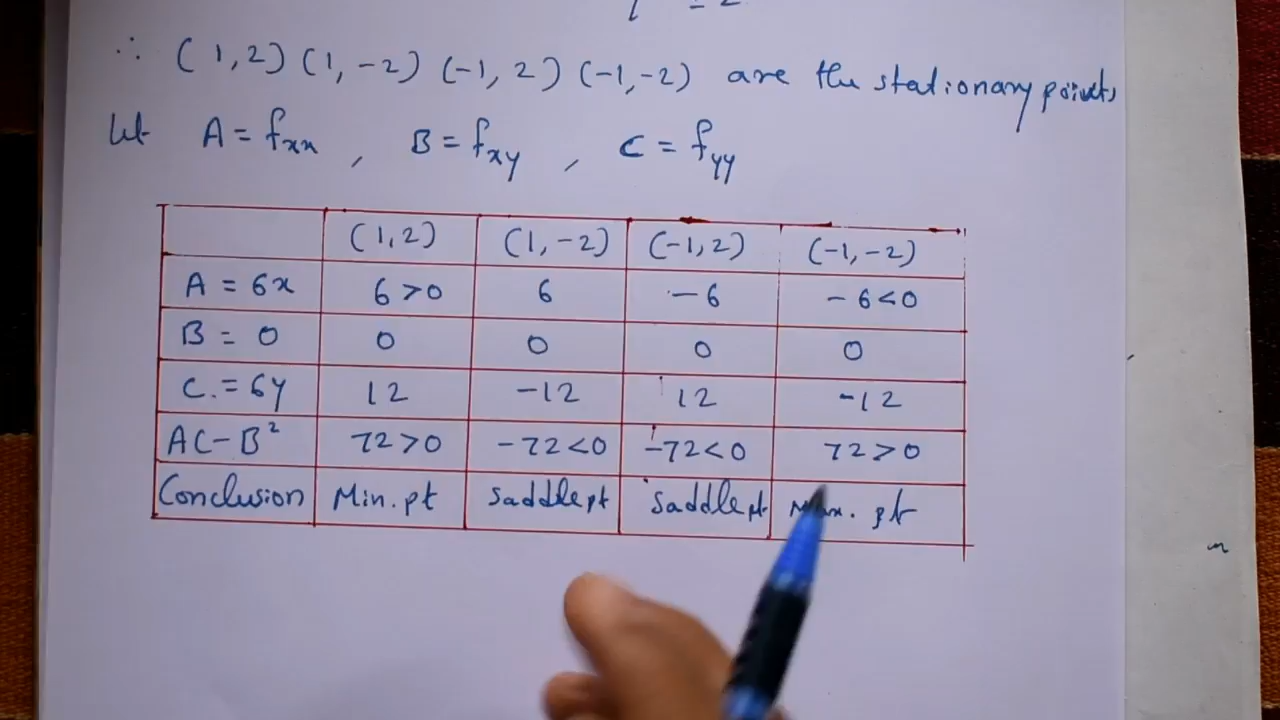 ∴ (1,2) (1,-2) (-1,2) (-1,-2) are the stationary points
let A = fxx , B = fxy , C = fyy
(1,2) (1,-2) (-1,2) (-1,-2)
A = 6x 6>0 6 -6 -6<0
B = 0 0 0 0 0
C = 6y 12 -12 12 -12
AC-B² 72>0 -72<0 -72<0 72>0
Conclusion Min. pt Saddle pt Saddle pt Max. pt